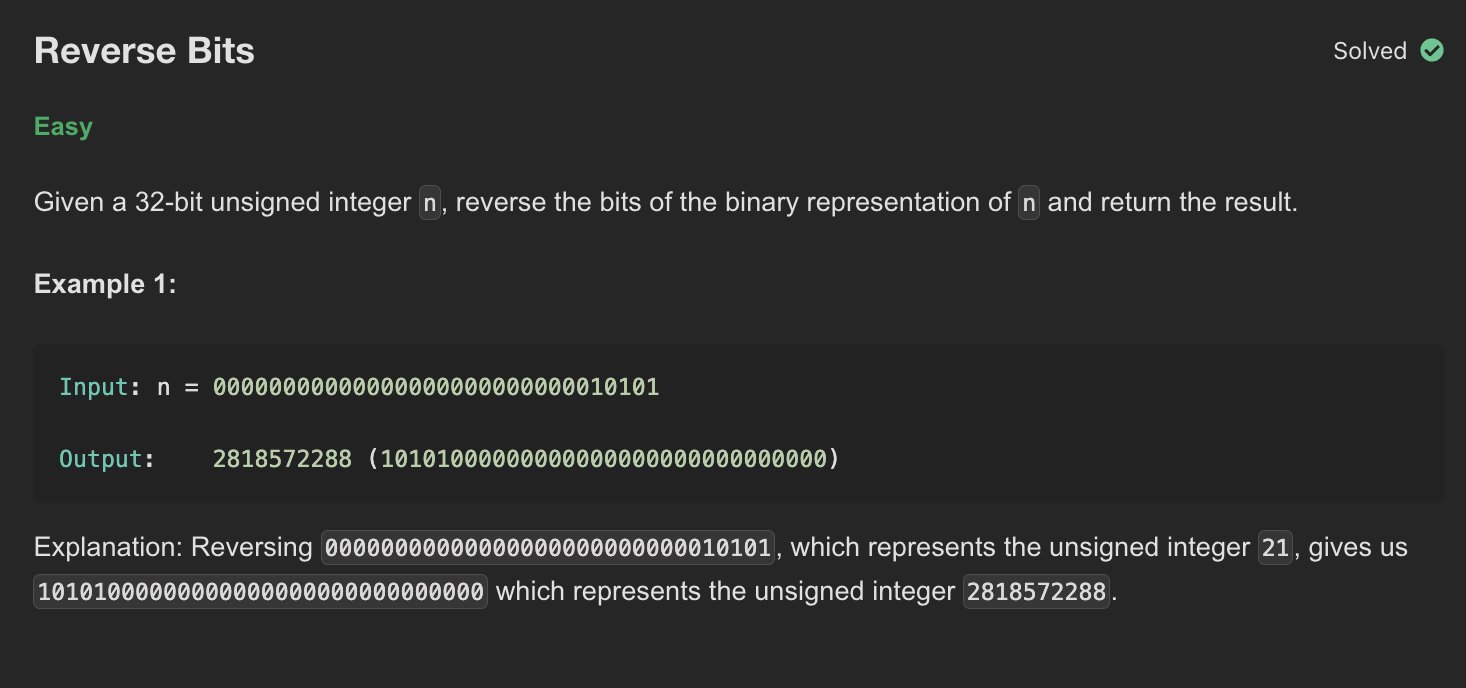 Reverse Bits
Solved
Easy
Given a 32-bit unsigned integer n, reverse the bits of the binary representation of n and return the result.
Example 1:
Input: n = 00000000000000000000000000010101
Output:    2818572288 (10101000000000000000000000000000)
Explanation: Reversing 00000000000000000000000000010101, which represents the unsigned integer 21, gives us
10101000000000000000000000000000 which represents the unsigned integer 2818572288.